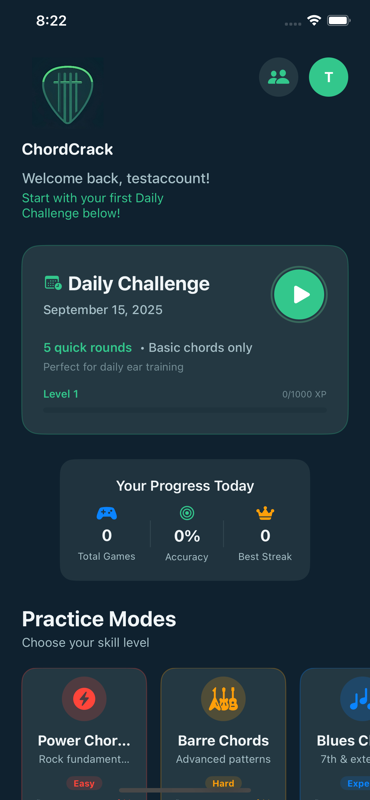 8:22
T
ChordCrack
Welcome back, testaccount!
Start with your first Daily
Challenge below!
Daily Challenge
September 15, 2025
5 quick rounds • Basic chords only
Perfect for daily ear training
Level 1 0/1000 XP
Your Progress Today
0 0% 0
Total Games Accuracy Best Streak
Practice Modes
Choose your skill level
Power Chor... Barre Chords Blues C
Rock fundament... Advanced patterns 7th & exte
Easy Hard Expe